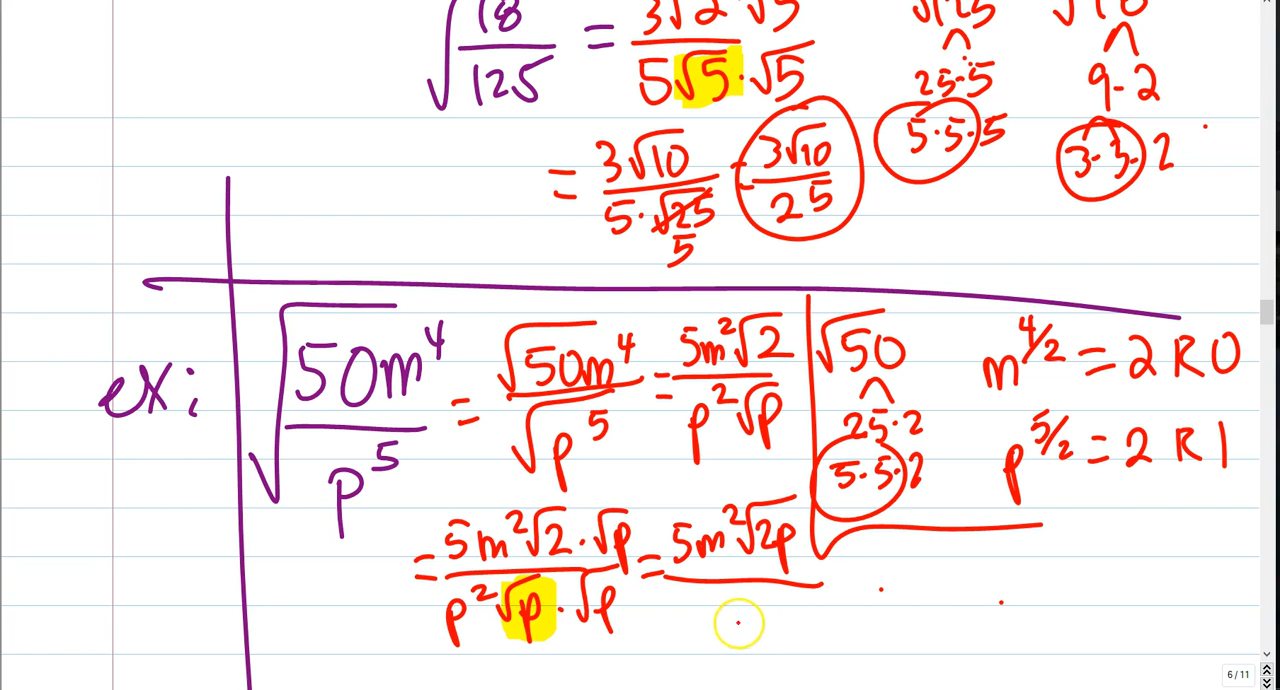 √(18/125) = 3√2·√5 / 5√5·√5
√125 √18
25·5 9·2
5·5·5 3·3·2
= 3√10 / 5·√25 = 3√10 / 25
5
ex: √(50m⁴/p⁵) = √50m⁴ / √p⁵ = 5m²√2 / p²√p
√50 m^4/2 = 2 R 0
25·2
5·5·2 p^5/2 = 2 R 1
= 5m²√2·√p / p²√p·√p = 5m²√2p
6 / 11